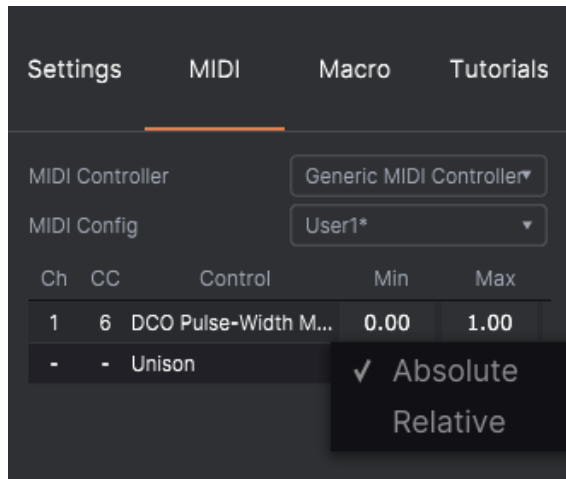 Settings MIDI Macro Tutorials
MIDI Controller Generic MIDI Controller
MIDI Config User1*
Ch CC Control Min Max
1 6 DCO Pulse-Width M... 0.00 1.00
- - Unison
✓ Absolute
Relative